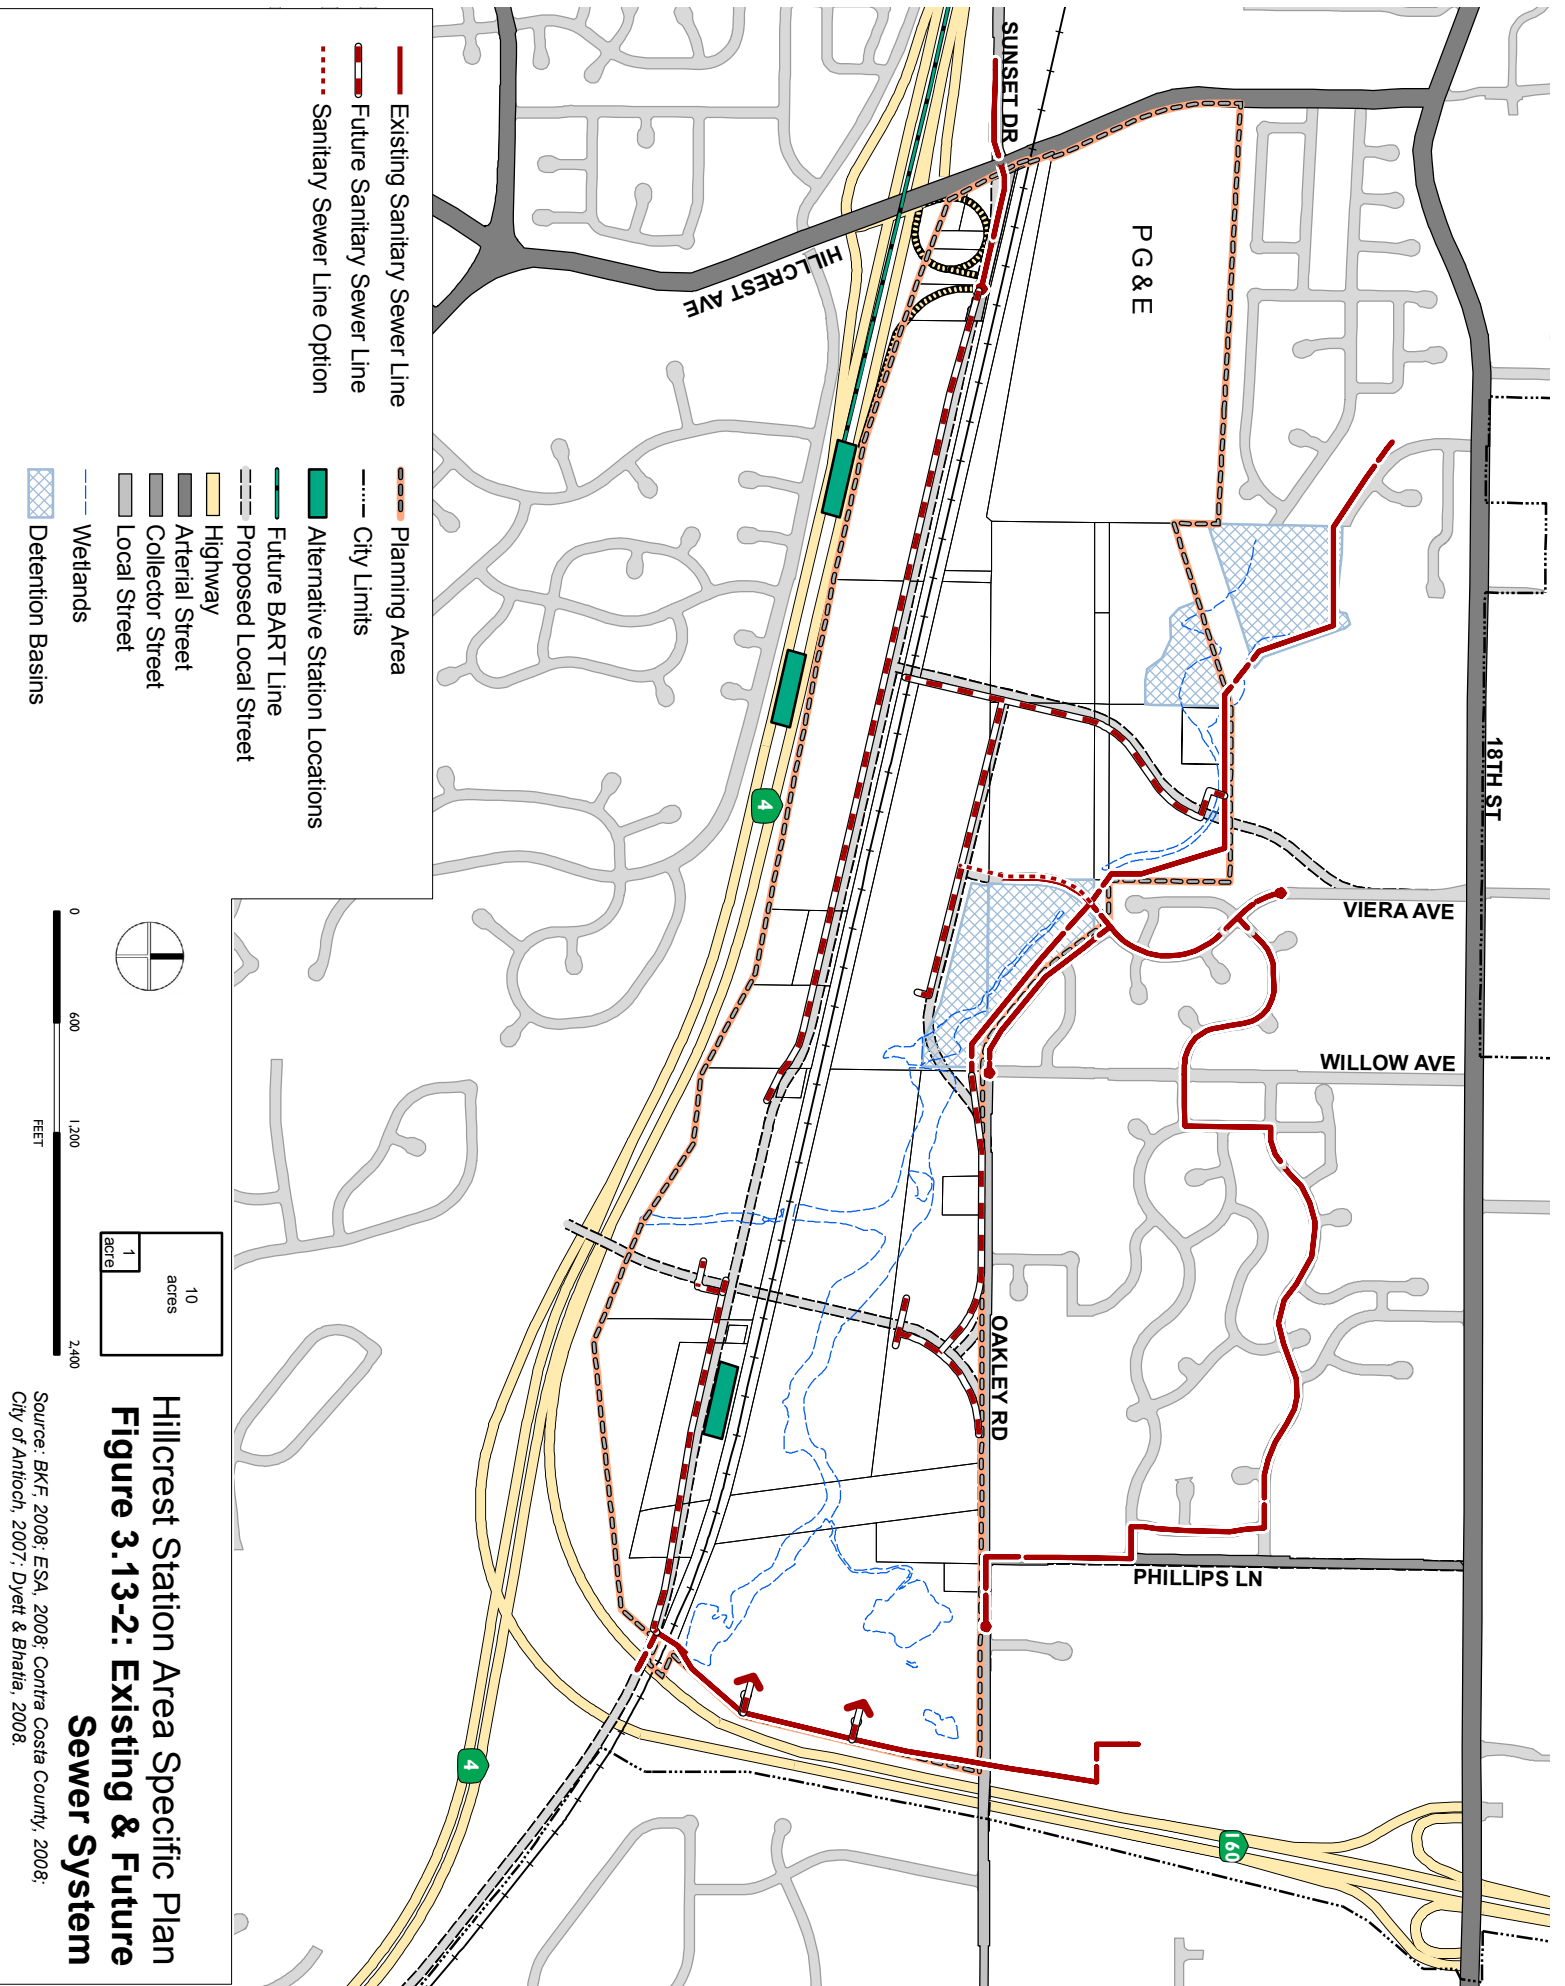 SUNSET DR
HILLCREST AVE
PG&E
18TH ST
VIERA AVE
WILLOW AVE
OAKLEY RD
PHILLIPS LN
4
4
160
Existing Sanitary Sewer Line
Future Sanitary Sewer Line
Sanitary Sewer Line Option
Planning Area
City Limits
Alternative Station Locations
Future BART Line
Proposed Local Street
Highway
Arterial Street
Collector Street
Local Street
Wetlands
Detention Basins
0 600 1,200 2,400
FEET
10
acres
1
acre
Hillcrest Station Area Specific Plan
Figure 3.13-2: Existing & Future
Sewer System
Source: BKF, 2008; ESA, 2008; Contra Costa County, 2008;
City of Antioch, 2007; Dyett & Bhatia, 2008.